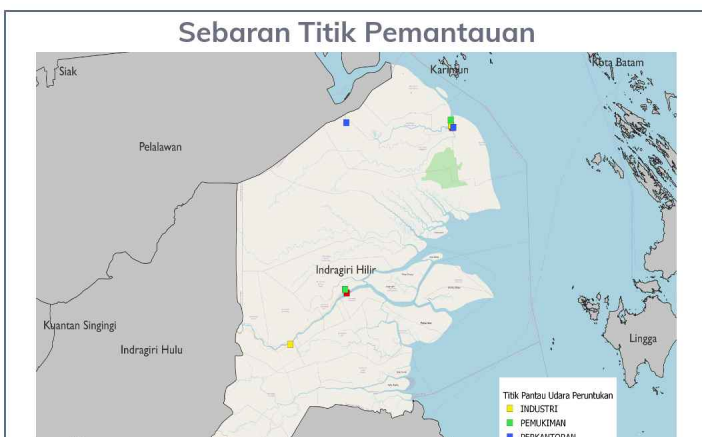 Sebaran Titik Pemantauan
Siak
Karimun
Kota Batam
Pelalawan
Indragiri Hilir
Kuantan Singingi
Indragiri Hulu
Lingga
Titik Pantau Udara Peruntukan
INDUSTRI
PEMUKIMAN
PERKANTORAN